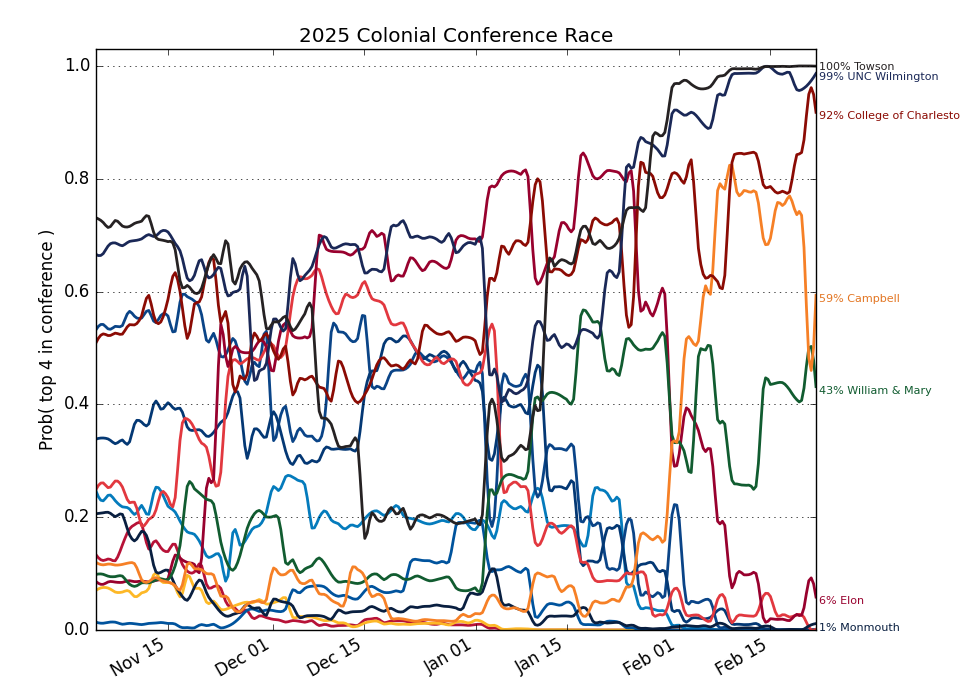 2025 Colonial Conference Race
1.0
0.8
0.6
0.4
0.2
0.0
Prob( top 4 in conference )
Nov 15
Dec 01
Dec 15
Jan 01
Jan 15
Feb 01
Feb 15
100% Towson
99% UNC Wilmington
92% College of Charlesto
59% Campbell
43% William & Mary
6% Elon
1% Monmouth